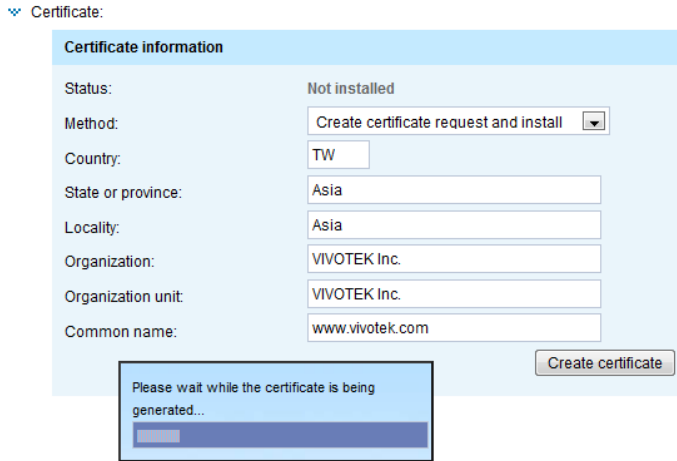 Certificate:
Certificate information
Status: Not installed
Method: Create certificate request and install
Country: TW
State or province: Asia
Locality: Asia
Organization: VIVOTEK Inc.
Organization unit: VIVOTEK Inc.
Common name: www.vivotek.com
Create certificate
Please wait while the certificate is being
generated...